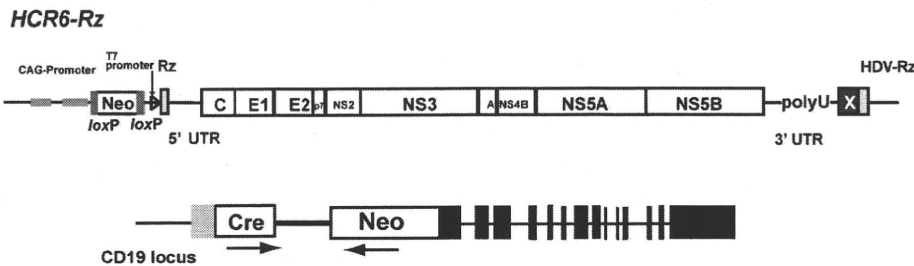 HCR6-Rz
CAG-Promoter T7 promoter Rz HDV-Rz
Neo C E1 E2 p7 NS2 NS3 A NS4B NS5A NS5B polyU X
loxP loxP 5' UTR 3' UTR
Cre Neo
CD19 locus